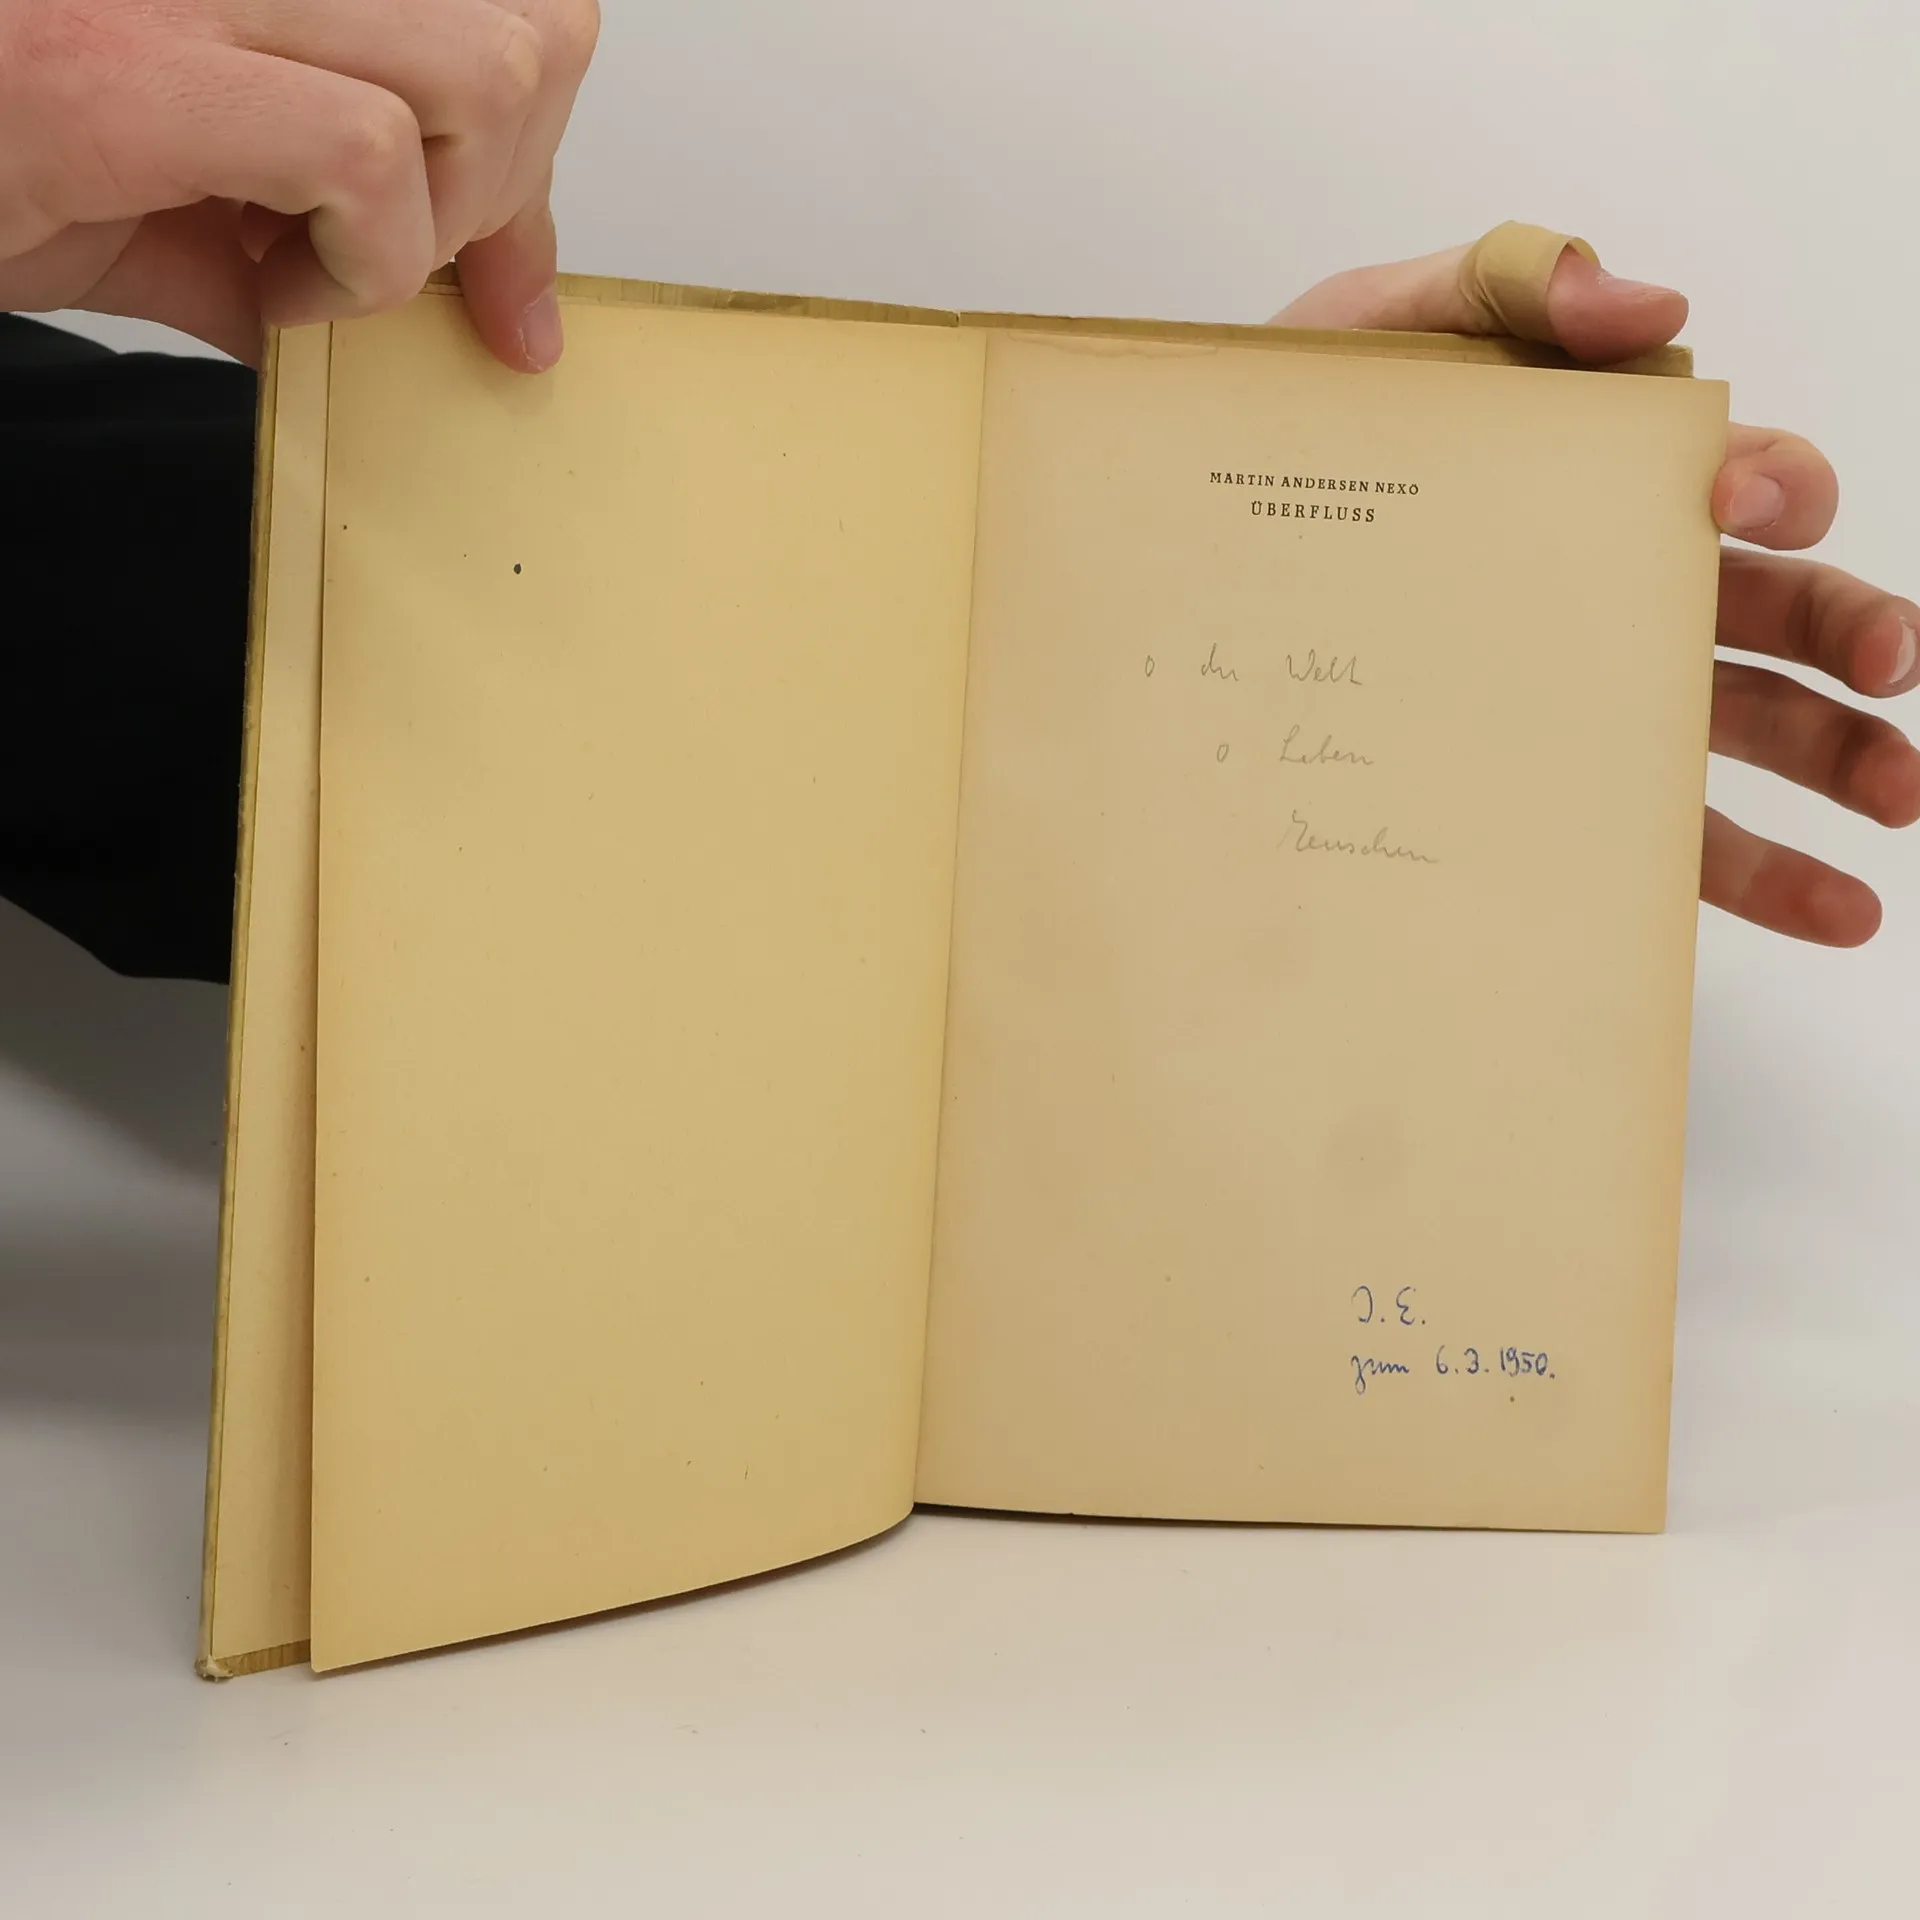 MARTIN ANDERSEN NEXÖ
ÜBERFLUSS
o du Welt
o Leben
Menschen
J. E.
zum 6.3.1950.